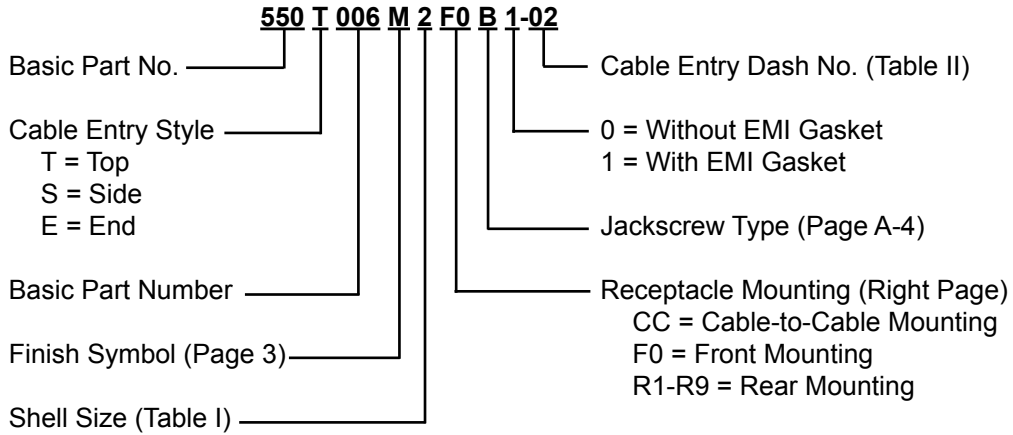 550 T 006 M 2 F0 B 1-02
Basic Part No.
Cable Entry Style
T = Top
S = Side
E = End
Basic Part Number
Finish Symbol (Page 3)
Shell Size (Table I)
Cable Entry Dash No. (Table II)
0 = Without EMI Gasket
1 = With EMI Gasket
Jackscrew Type (Page A-4)
Receptacle Mounting (Right Page)
CC = Cable-to-Cable Mounting
F0 = Front Mounting
R1-R9 = Rear Mounting